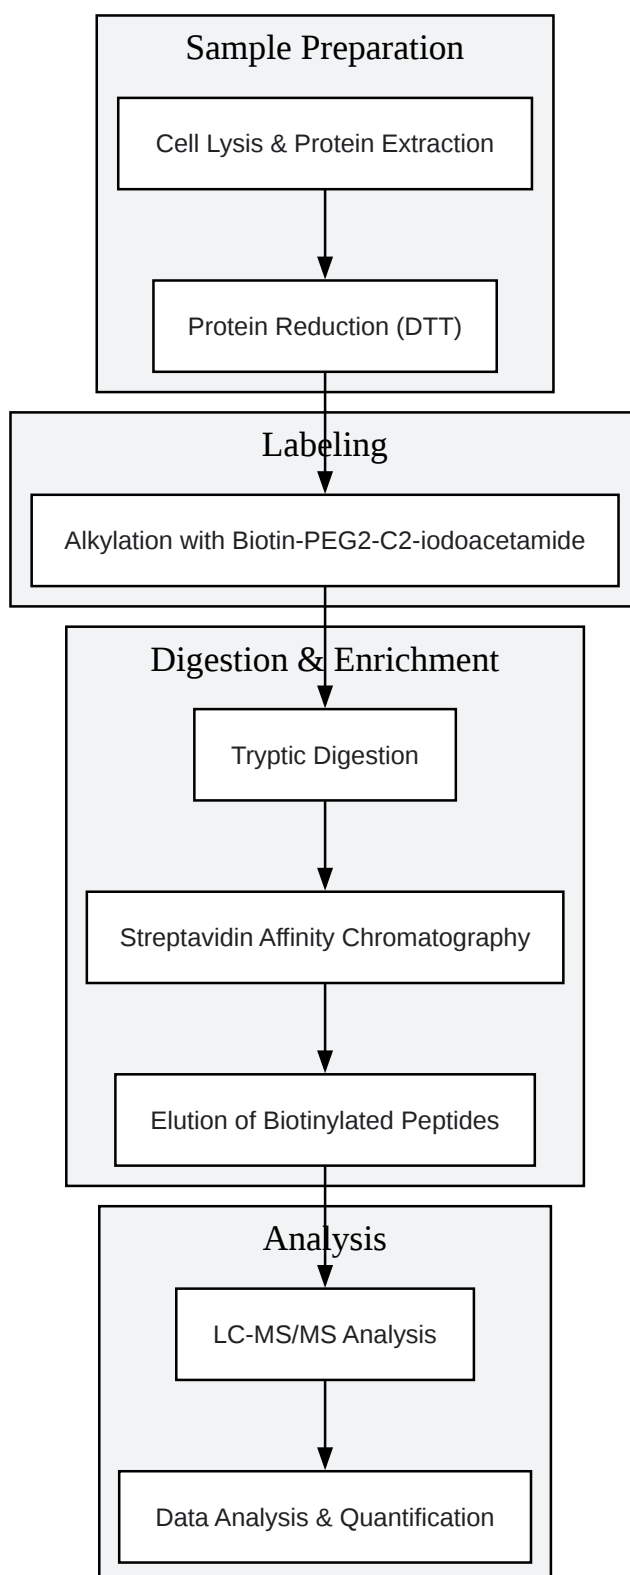 Sample Preparation
Cell Lysis & Protein Extraction
Protein Reduction (DTT)
Labeling
Alkylation with Biotin-PEG2-C2-iodoacetamide
Digestion & Enrichment
Tryptic Digestion
Streptavidin Affinity Chromatography
Elution of Biotinylated Peptides
Analysis
LC-MS/MS Analysis
Data Analysis & Quantification